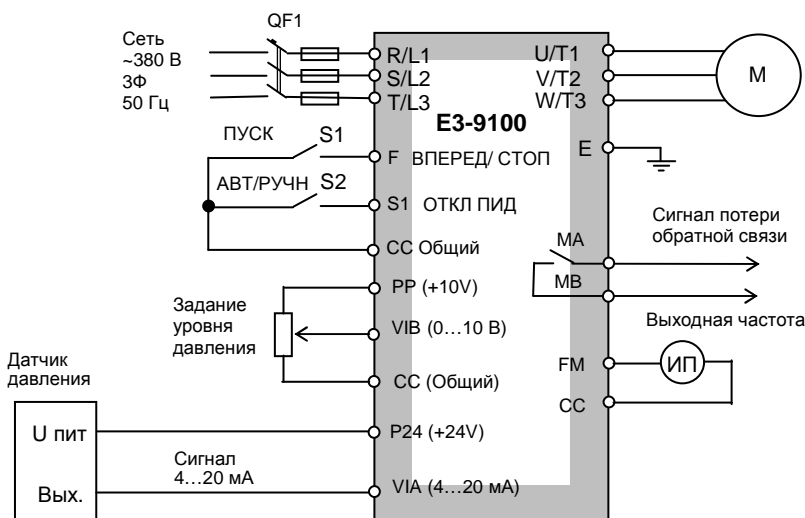 QF1
Сеть
~380 В
3Ф
50 Гц
R/L1
S/L2
T/L3
U/T1
V/T2
W/T3
М
E3-9100
ПУСК
S1
F ВПЕРЕД/ СТОП
E
АВТ/РУЧН
S2
S1 ОТКЛ ПИД
CC Общий
Сигнал потери
обратной связи
MA
MB
PP (+10V)
Задание
уровня
давления
VIB (0…10 В)
CC (Общий)
Выходная частота
FM
ИП
CC
Датчик
давления
U пит
P24 (+24V)
Сигнал
4…20 мА
Вых.
VIA (4…20 мА)